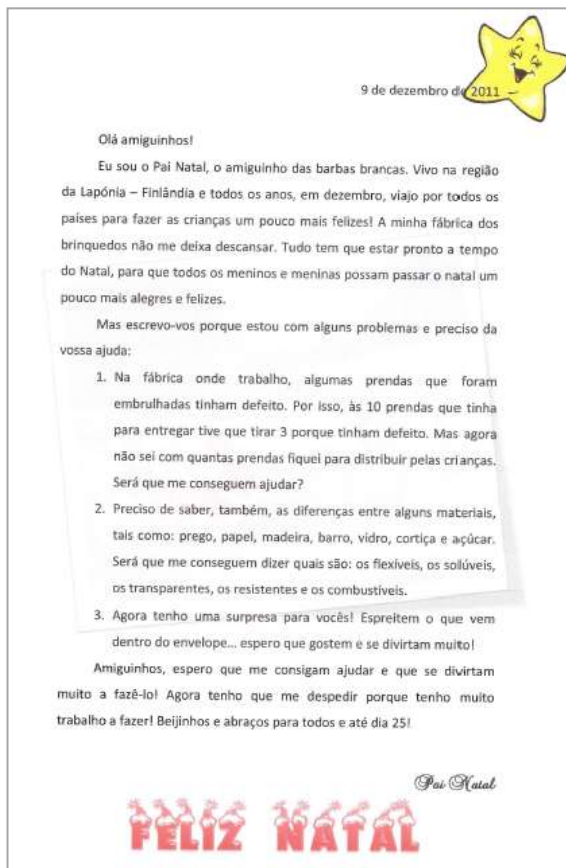 9 de dezembro de 2011
Olá amiguinhos!
Eu sou o Pai Natal, o amiguinho das barbas brancas. Vivo na região
da Lapónia – Finlândia e todos os anos, em dezembro, viajo por todos os
países para fazer as crianças um pouco mais felizes! A minha fábrica dos
brinquedos não me deixa descansar. Tudo tem que estar pronto a tempo
do Natal, para que todos os meninos e meninas possam passar o natal um
pouco mais alegres e felizes.
Mas escrevo-vos porque estou com alguns problemas e preciso da
vossa ajuda:
1. Na fábrica onde trabalho, algumas prendas que foram
embrulhadas tinham defeito. Por isso, às 10 prendas que tinha
para entregar tive que tirar 3 porque tinham defeito. Mas agora
não sei com quantas prendas fiquei para distribuir pelas crianças.
Será que me conseguem ajudar?
2. Preciso de saber, também, as diferenças entre alguns materiais,
tais como: prego, papel, madeira, barro, vidro, cortiça e açúcar.
Será que me conseguem dizer quais são: os flexíveis, os solúveis,
os transparentes, os resistentes e os combustíveis.
3. Agora tenho uma surpresa para vocês! Espreitem o que vem
dentro do envelope... espero que gostem e se divirtam muito!
Amiguinhos, espero que me consigam ajudar e que se divirtam
muito a fazê-lo! Agora tenho que me despedir porque tenho muito
trabalho a fazer! Beijinhos e abraços para todos e até dia 25!
Pai Natal
FELIZ NATAL